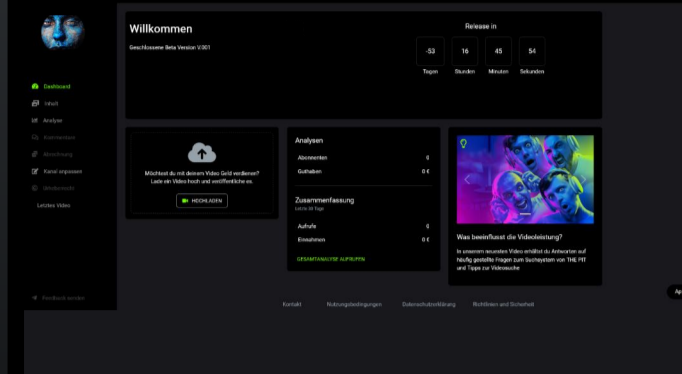 Willkommen
Geschlossene Beta Version V.001
Release in
-53
16
45
54
Tagen
Stunden
Minuten
Sekunden
Dashboard
Inhalt
Analyse
Kommentare
Abrechnung
Kanal anpassen
Letztes Video
Feedback senden
Möchtest du mit deinem Video Geld verdienen?
Lade ein Video hoch und veröffentliche es.
HOCHLADEN
Analysen
Abonnenten 0
Guthaben 0 €
Zusammenfassung
Letzte 28 Tage
Aufrufe 0
Einnahmen 0 €
GESAMTANALYSE AUFRUFEN
Was beeinflusst die Videoleistung?
In unserem neuesten Video erhältst du Antworten auf
häufig gestellte Fragen zum Suchsystem von THE PIT
und Tipps zur Videosuche
Kontakt
Nutzungsbedingungen
Datenschutzerklärung
Richtlinien und Sicherheit